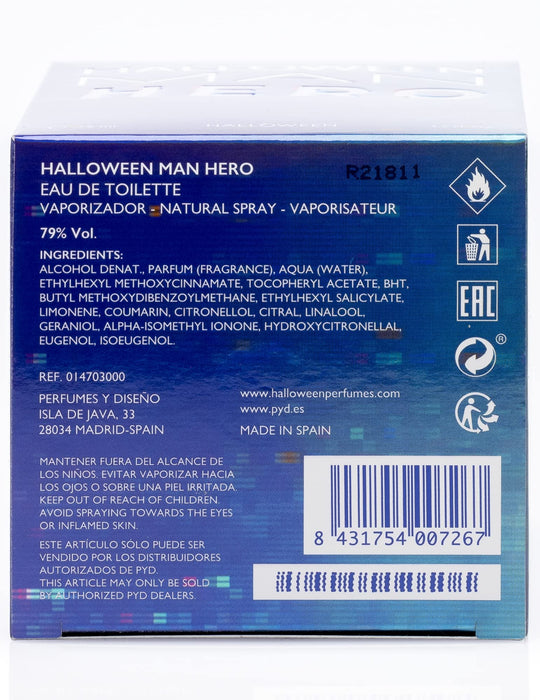 HALLOWEEN
MAN
HERO
HALLOWEEN
HALLOWEEN MAN HERO
EAU DE TOILETTE
VAPORIZADOR - NATURAL SPRAY - VAPORISATEUR
R21811
79% Vol.
INGREDIENTS:
ALCOHOL DENAT., PARFUM (FRAGRANCE), AQUA (WATER),
ETHYLHEXYL METHOXYCINNAMATE, TOCOPHERYL ACETATE, BHT,
BUTYL METHOXYDIBENZOYLMETHANE, ETHYLHEXYL SALICYLATE,
LIMONENE, COUMARIN, CITRONELLOL, CITRAL, LINALOOL,
GERANIOL, ALPHA-ISOMETHYL IONONE, HYDROXYCITRONELLAL,
EUGENOL, ISOEUGENOL.
EAC
®
REF. 014703000
PERFUMES Y DISEÑO
ISLA DE JAVA, 33
28034 MADRID-SPAIN
www.halloweenperfumes.com
www.pyd.es
MADE IN SPAIN
MANTENER FUERA DEL ALCANCE DE
LOS NIÑOS. EVITAR VAPORIZAR HACIA
LOS OJOS O SOBRE UNA PIEL IRRITADA.
KEEP OUT OF REACH OF CHILDREN.
AVOID SPRAYING TOWARDS THE EYES
OR INFLAMED SKIN.
ESTE ARTÍCULO SÓLO PUEDE SER
VENDIDO POR LOS DISTRIBUIDORES
AUTORIZADOS DE PYD.
THIS ARTICLE MAY ONLY BE SOLD
BY AUTHORIZED PYD DEALERS.
8 431754 007267